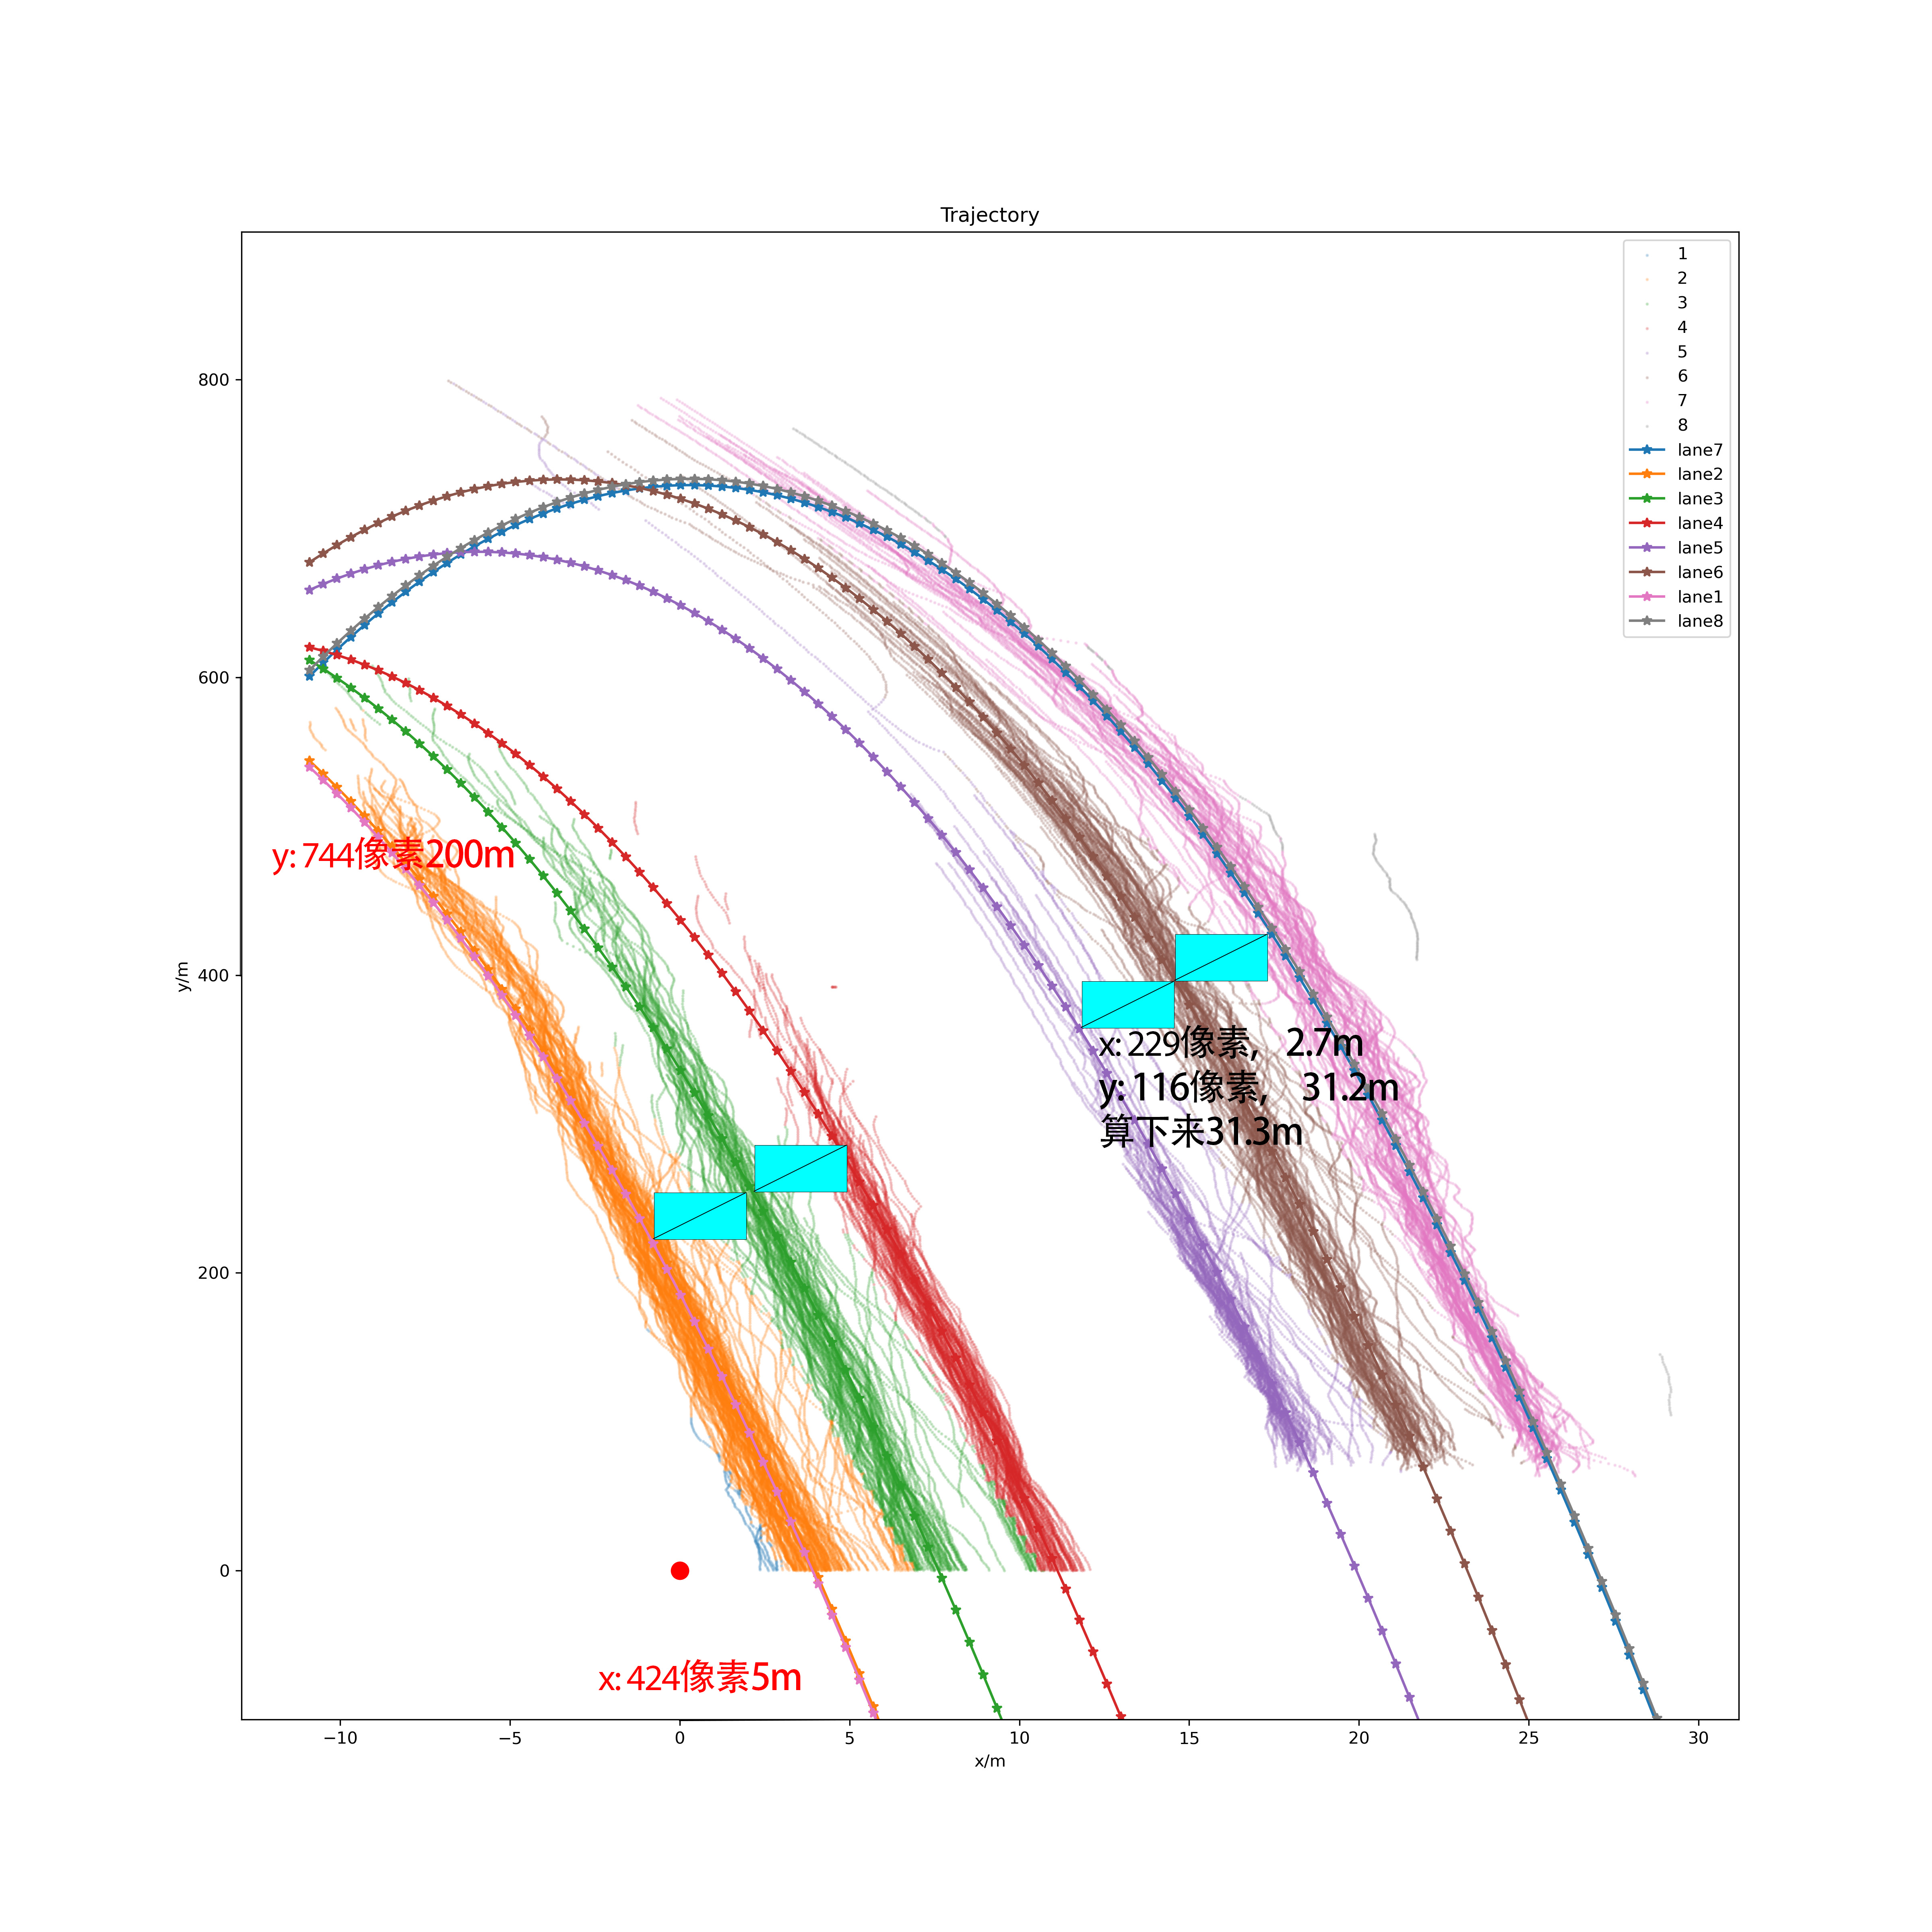 Trajectory
1
2
3
4
5
6
7
8
lane7
lane2
lane3
lane4
lane5
lane6
lane1
lane8
800
600
400
200
0
y/m
y: 744像素200m
x: 229像素, 2.7m
y: 116像素, 31.2m
算下来31.3m
x: 424像素5m
−10 −5 0 5 10 15 20 25 30
x/m